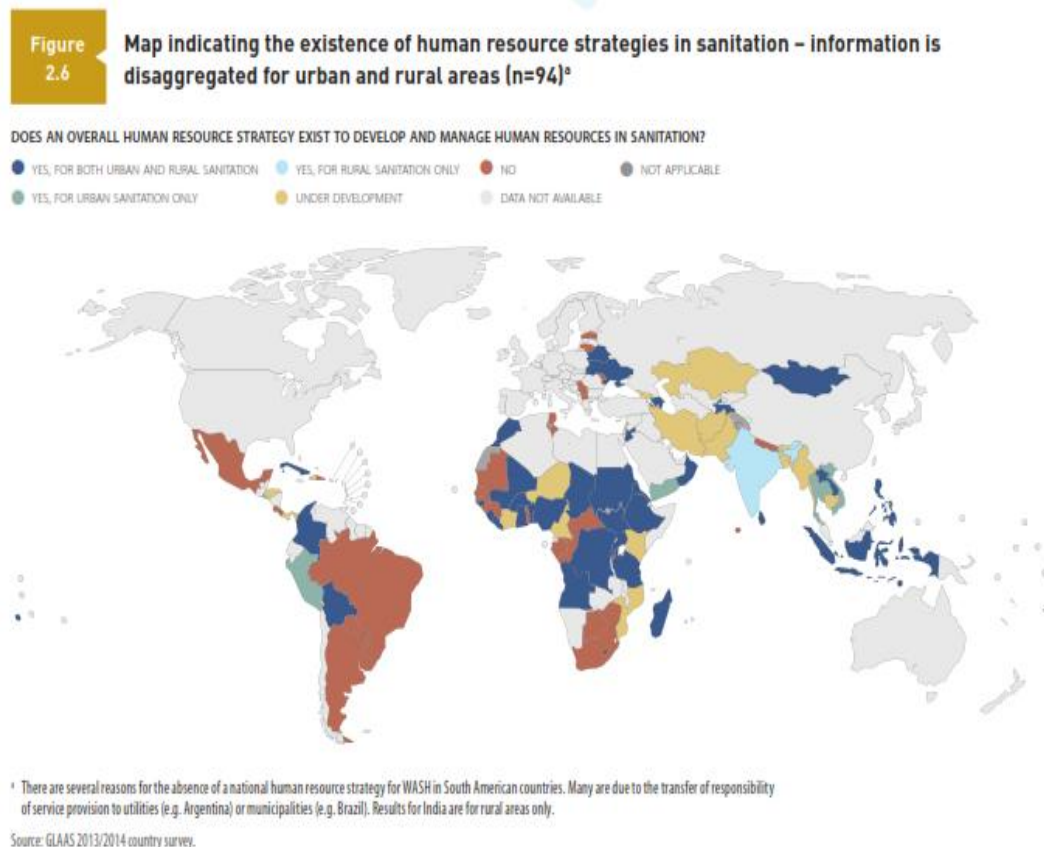 Figure
2.6
Map indicating the existence of human resource strategies in sanitation – information is
disaggregated for urban and rural areas (n=94)ᵃ
DOES AN OVERALL HUMAN RESOURCE STRATEGY EXIST TO DEVELOP AND MANAGE HUMAN RESOURCES IN SANITATION?
YES, FOR BOTH URBAN AND RURAL SANITATION YES, FOR RURAL SANITATION ONLY NO NOT APPLICABLE
YES, FOR URBAN SANITATION ONLY UNDER DEVELOPMENT DATA NOT AVAILABLE
ᵃ There are several reasons for the absence of a national human resource strategy for WASH in South American countries. Many are due to the transfer of responsibility
of service provision to utilities (e.g. Argentina) or municipalities (e.g. Brazil). Results for India are for rural areas only.
Source: GLAAS 2013/2014 country survey.